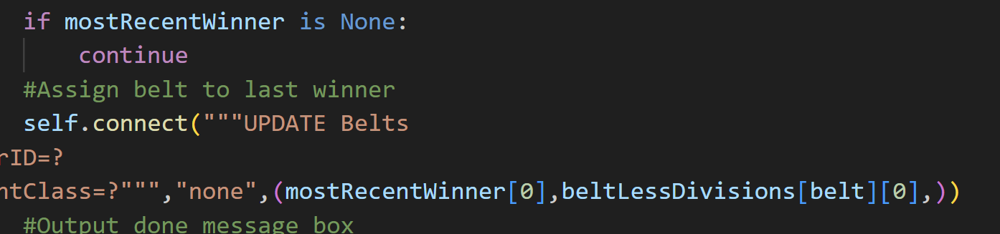 if mostRecentWinner is None:
continue
#Assign belt to last winner
self.connect("""UPDATE Belts
rID=?
ntClass=?""","none",(mostRecentWinner[0],beltLessDivisions[belt][0],))
#Output done message box